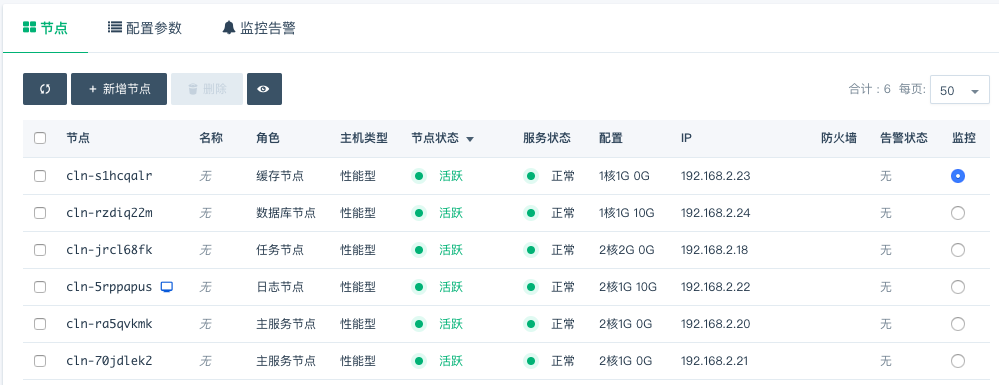 节点 配置参数 监控告警
+ 新增节点 删除 合计：6 每页: 50
节点 名称 角色 主机类型 节点状态 服务状态 配置 IP 防火墙 告警状态 监控
cln-s1hcqalr 无 缓存节点 性能型 活跃 正常 1核1G 0G 192.168.2.23 无
cln-rzdiq22m 无 数据库节点 性能型 活跃 正常 1核1G 10G 192.168.2.24 无
cln-jrcl68fk 无 任务节点 性能型 活跃 正常 2核2G 0G 192.168.2.18 无
cln-5rppapus 无 日志节点 性能型 活跃 正常 2核1G 10G 192.168.2.22 无
cln-ra5qvkmk 无 主服务节点 性能型 活跃 正常 2核1G 0G 192.168.2.20 无
cln-70jdlek2 无 主服务节点 性能型 活跃 正常 2核1G 0G 192.168.2.21 无